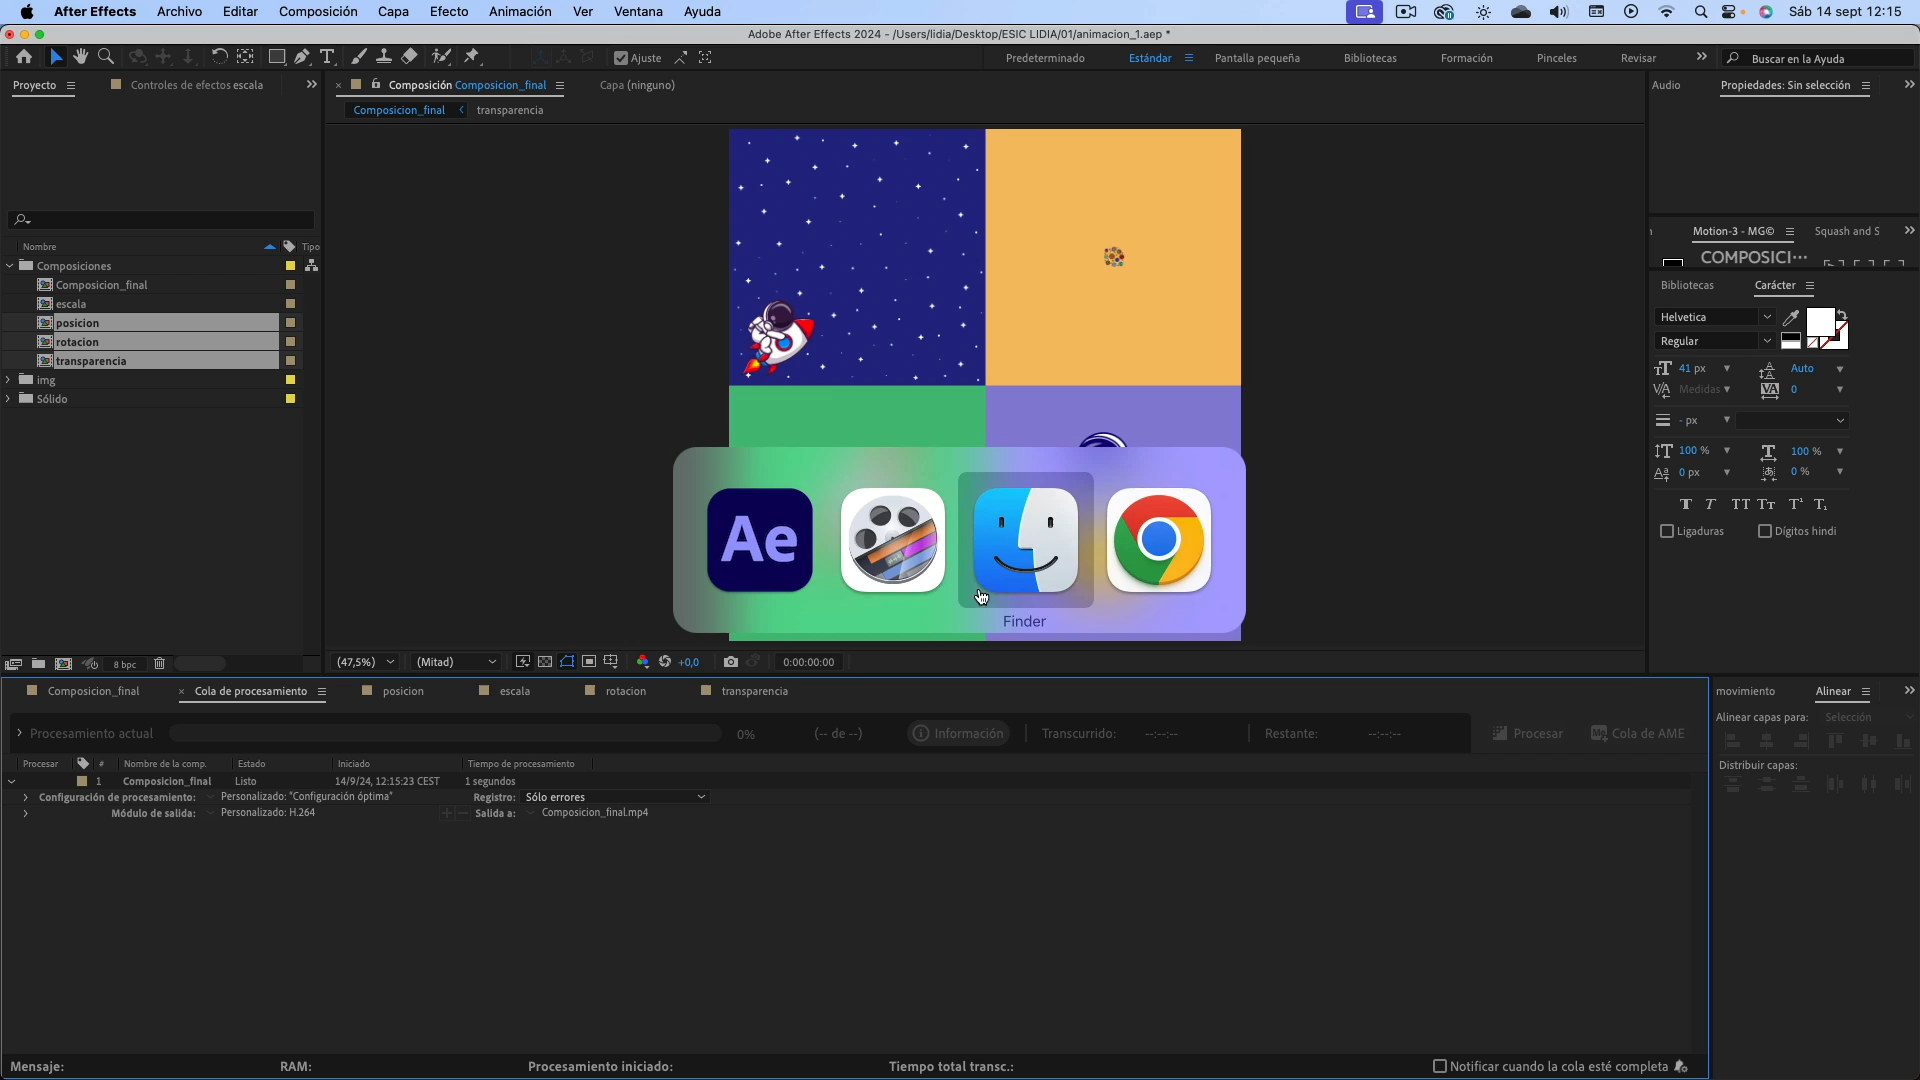 After Effects Archivo Editar Composición Capa Efecto Animación Ver Ventana Ayuda Sáb 14 sept 12:15
Adobe After Effects 2024 - /Users/lidia/Desktop/ESIC LIDIA/01/animacion_1.aep *
Ajuste Predeterminado Estándar Transpalla pequeña Bibliotecas Formación Pinceles Revisar Buscar en la Ayuda
Proyecto Controles de efectos escala
Composición Composicion_final Capa (ninguno)
Composicion_final transparencia
Audio Propiedades: Sin selección
Nombre Tipo
Composiciones
Composicion_final
escala
posicion
rotacion
transparencia
img
Sólido
8 bpc
Motion-3 - MG© Squash and S
COMPOSICI···
Bibliotecas Carácter
Helvetica
Regular
41 px Auto
Medidas 0
- px
100 % 100 %
0 px 0 %
Ligaduras Dígitos hindi
Ae
Finder
(47,5%) (Mitad) +0,0 0:00:00:00
Composicion_final Cola de procesamiento posicion escala rotacion transparencia
Procesamiento actual 0% (-- de --) Información Transcurrido: --:--:-- Restante: --:--:-- Procesar Cola de AME
Procesar # Nombre de la comp. Estado Iniciado Tiempo de procesamiento
1 Composicion_final Listo 14/9/24, 12:15:23 CEST 1 segundos
Configuración de procesamiento: Personalizado: "Configuración óptima" Registro: Sólo errores
Módulo de salida: Personalizado: H.264 Salida a: Composicion_final.mp4
movimiento Alinear
Alinear capas para: Selección
Distribuir capas:
Mensaje: RAM: Procesamiento iniciado: Tiempo total transc.: Notificar cuando la cola esté completa